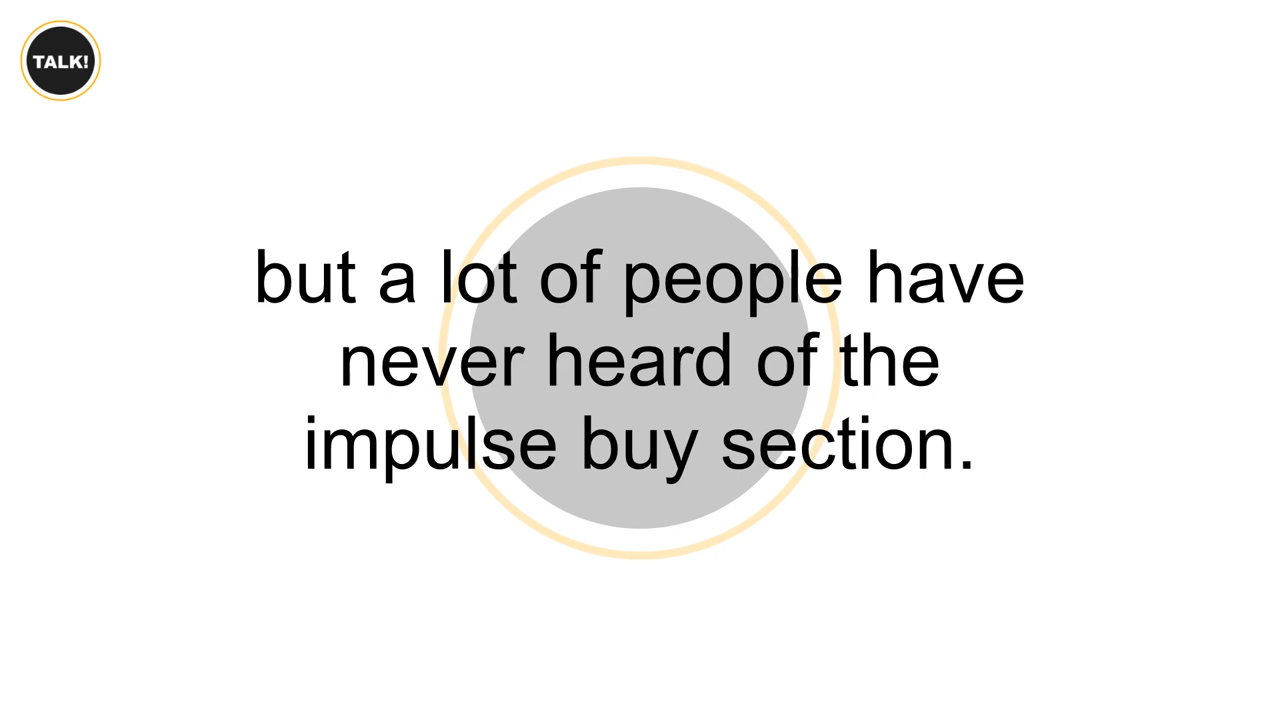 TALK!
but a lot of people have
never heard of the
impulse buy section.